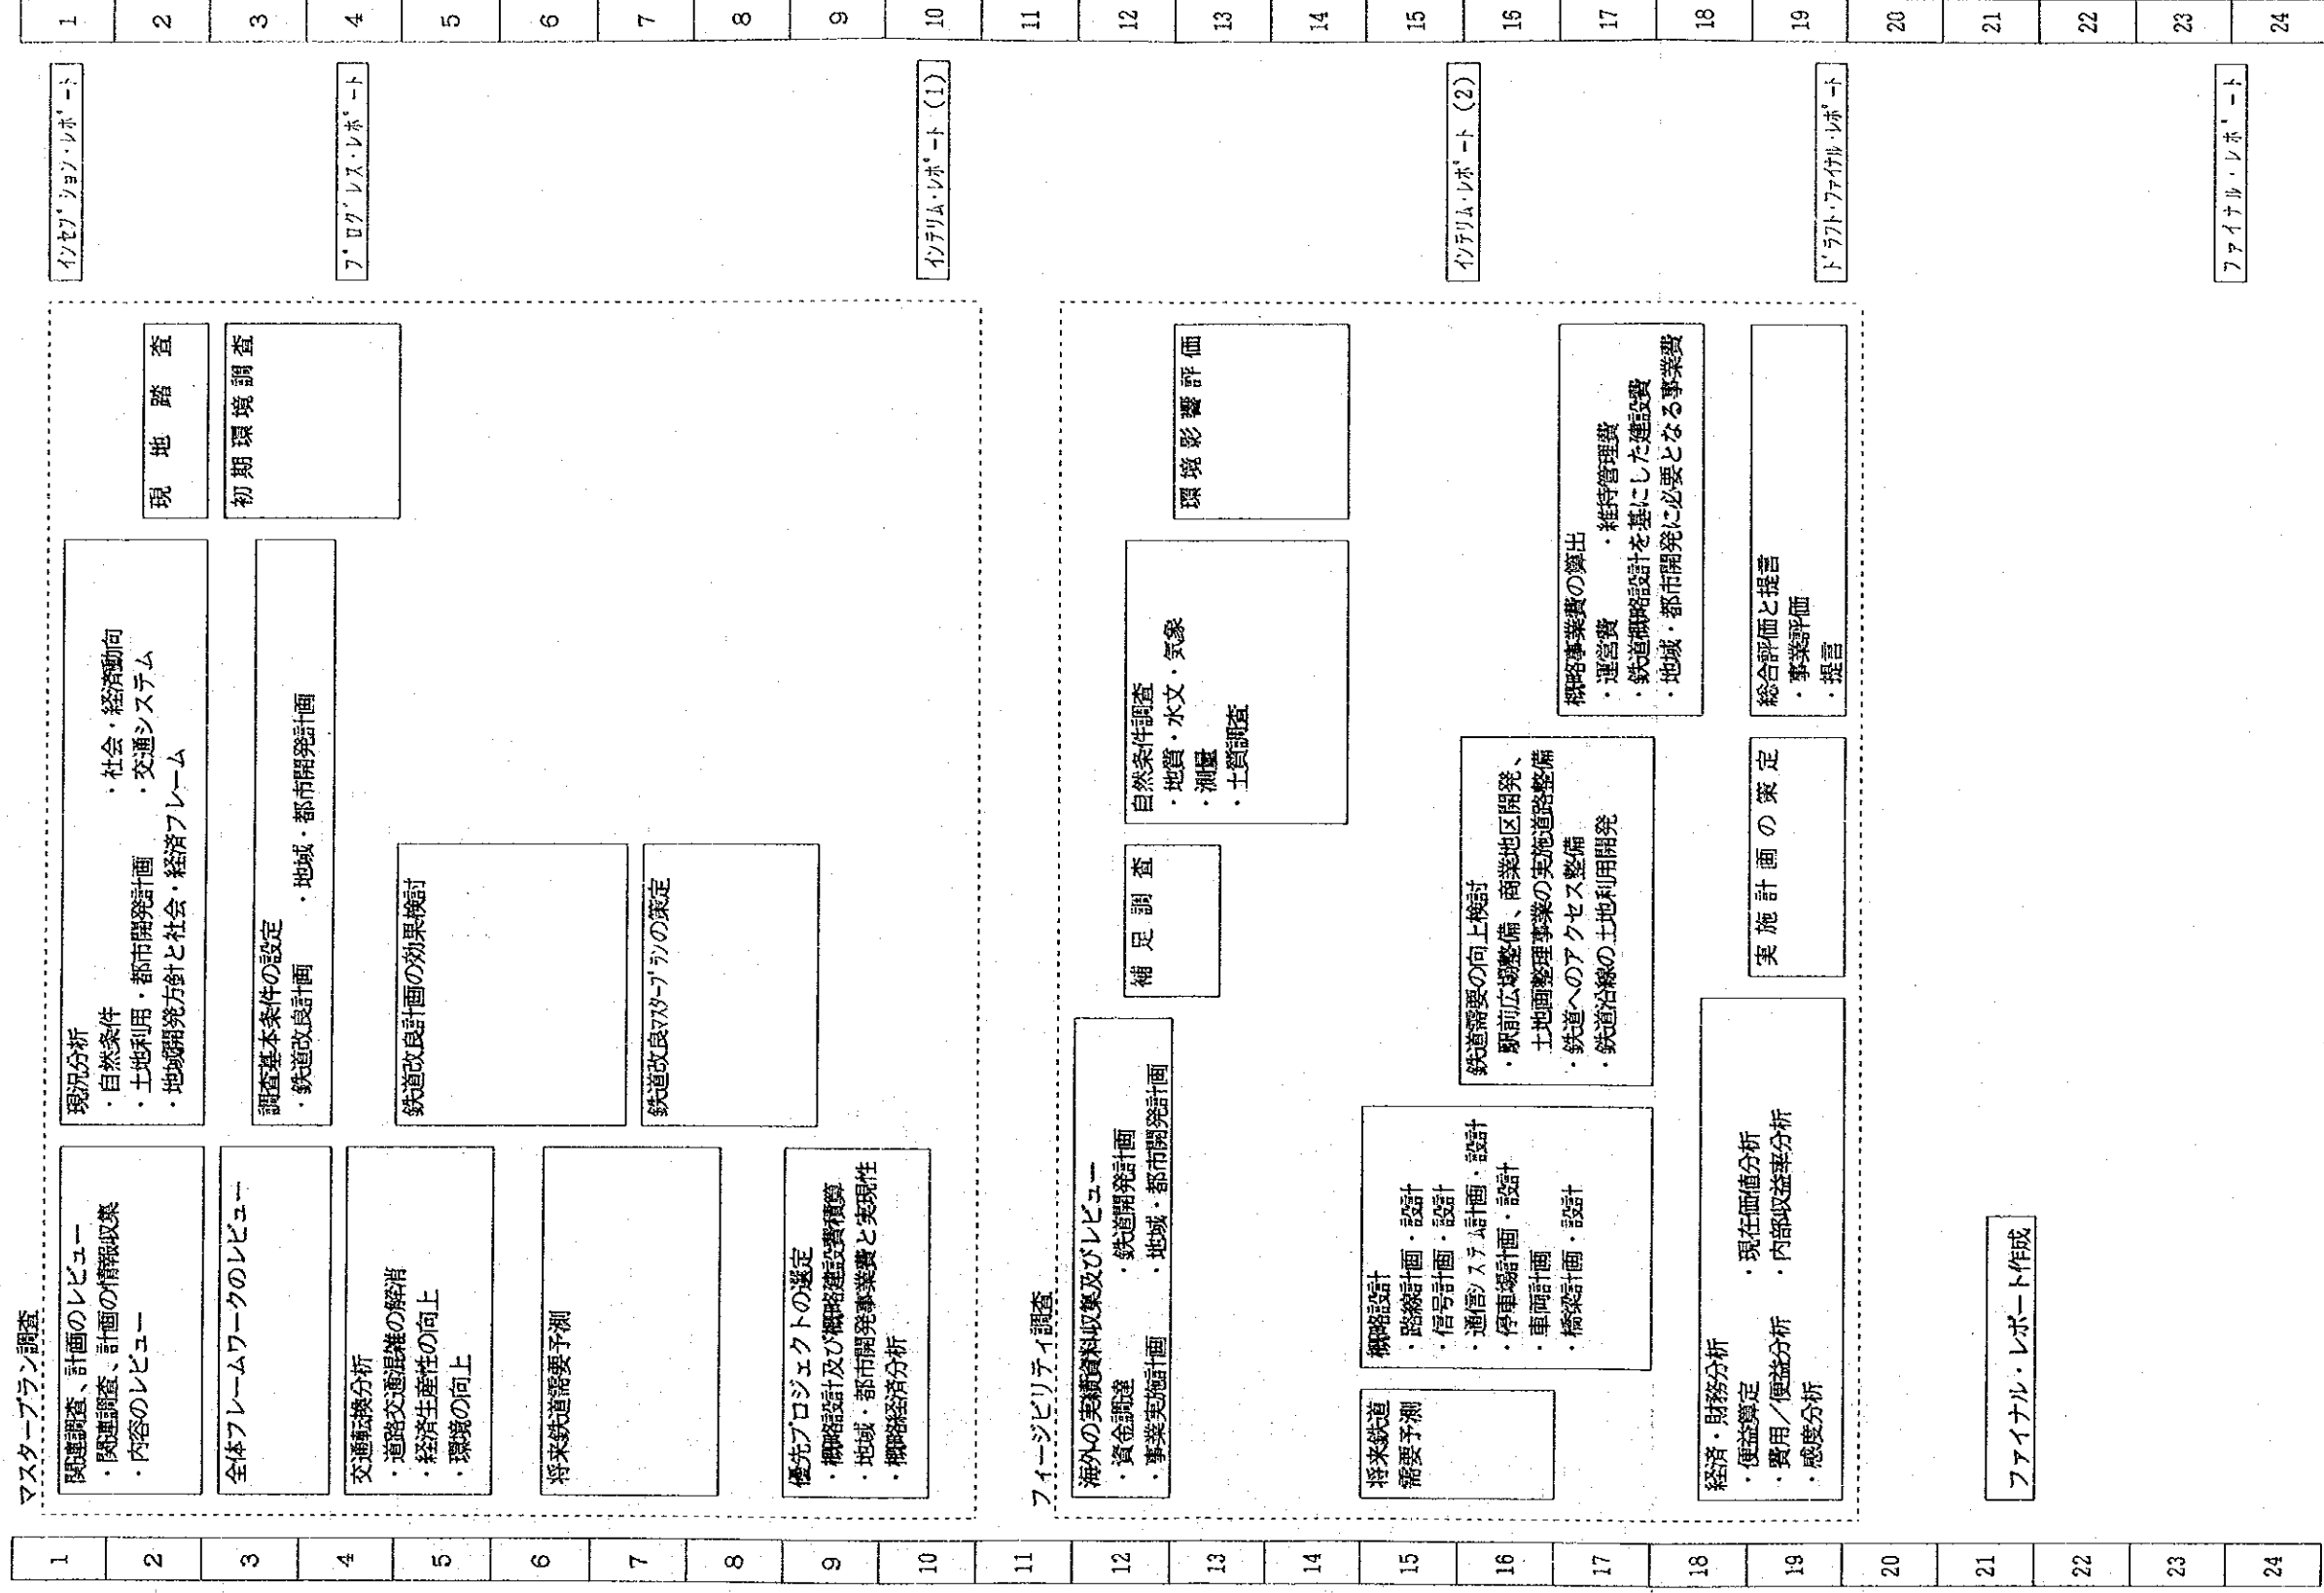 1
2
3
4
5
6
7
8
9
10
11
12
13
14
15
16
17
18
19
20
21
22
23
24
マスタープラン調査
関連調査、計画のレビュー
・関連調査、計画の情報収集
・内容のレビュー
現況分析
・自然条件 ・社会・経済動向
・土地利用・都市開発計画 ・交通システム
・地域開発方針と社会・経済フレーム
現地踏査
全体フレームワークのレビュー
調査基本条件の設定
・鉄道改良計画 ・地域・都市開発計画
初期環境調査
交通転換分析
・道路交通混雑の解消
・経済生産性の向上
・環境の向上
鉄道改良計画の効果検討
将来鉄道需要予測
鉄道改良マスタープランの策定
優先プロジェクトの選定
・概略設計及び概略建設費積算
・地域・都市開発事業費と実現性
・概略経済分析
フィージビリティ調査
海外の実績資料収集及びレビュー
・資金調達 ・鉄道開発計画
・事業実施計画 ・地域・都市開発計画
補足調査
自然条件調査
・地質・水文・気象
・測量
・土質調査
環境影響評価
将来鉄道
需要予測
概略設計
・路線計画・設計
・信号計画・設計
・通信システム計画・設計
・停車場計画・設計
・車両計画
・橋梁計画・設計
鉄道需要の向上検討
・駅前広場整備、商業地区開発、
土地画整理事業の実施道路整備
・鉄道へのアクセス整備
・鉄道沿線の土地利用開発
概略事業費の算出
・運営費 ・維持管理費
・鉄道概略設計を基にした建設費
・地域・都市開発に必要となる事業費
経済・財務分析
・便益算定 ・現在価値分析
・費用／便益分析 ・内部収益率分析
・感度分析
実施計画の策定
総合評価と提言
・事業評価
・提言
ファイナル・レポート作成
インセプション・レポート
プログレス・レポート
インテリム・レポート（1）
インテリム・レポート（2）
ドラフト・ファイナル・レポート
ファイナル・レポート
1
2
3
4
5
6
7
8
9
10
11
12
13
14
15
16
17
18
19
20
21
22
23
24